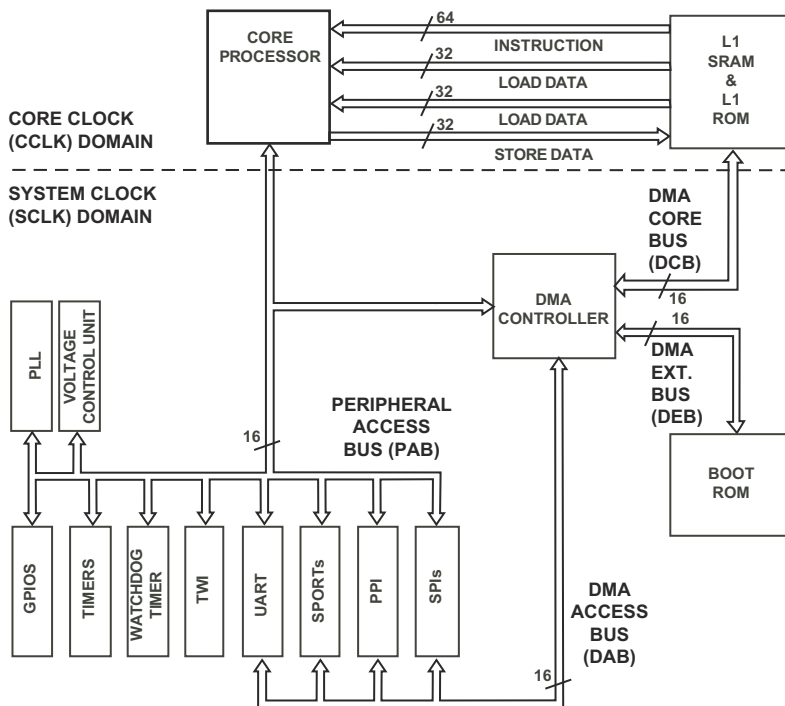 CORE
PROCESSOR
64
INSTRUCTION
32
LOAD DATA
32
LOAD DATA
32
STORE DATA
L1
SRAM
&
L1
ROM
CORE CLOCK
(CCLK) DOMAIN
SYSTEM CLOCK
(SCLK) DOMAIN
DMA
CORE
BUS
(DCB)
16
DMA
CONTROLLER
16
DMA
EXT.
BUS
(DEB)
PLL
VOLTAGE
CONTROL UNIT
PERIPHERAL
ACCESS
BUS (PAB)
16
BOOT
ROM
GPIOS
TIMERS
WATCHDOG
TIMER
TWI
UART
SPORTs
PPI
SPIs
DMA
ACCESS
BUS
(DAB)
16